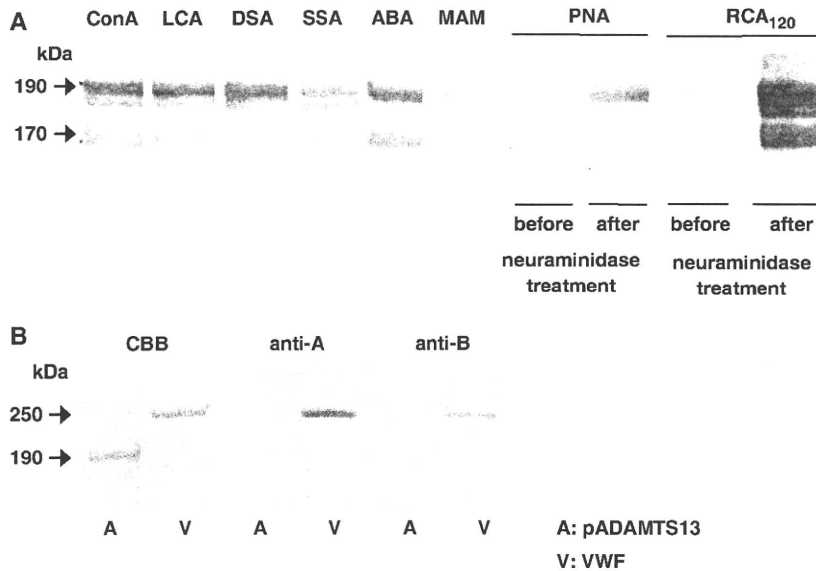 A
ConA LCA DSA SSA ABA MAM PNA RCA120
kDa
190
170
before after before after
neuraminidase treatment neuraminidase treatment
B
CBB anti-A anti-B
kDa
250
190
A V A V A V
A: pADAMTS13
V: VWF